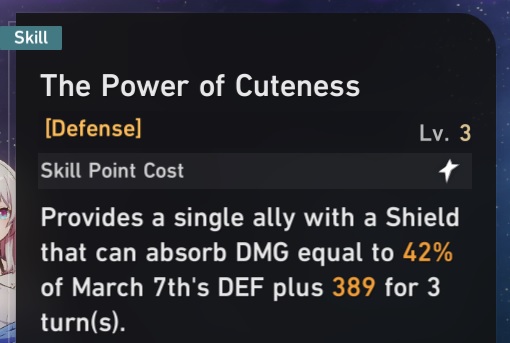 Skill
The Power of Cuteness
[Defense]
Lv. 3
Skill Point Cost
Provides a single ally with a Shield
that can absorb DMG equal to 42%
of March 7th's DEF plus 389 for 3
turn(s).